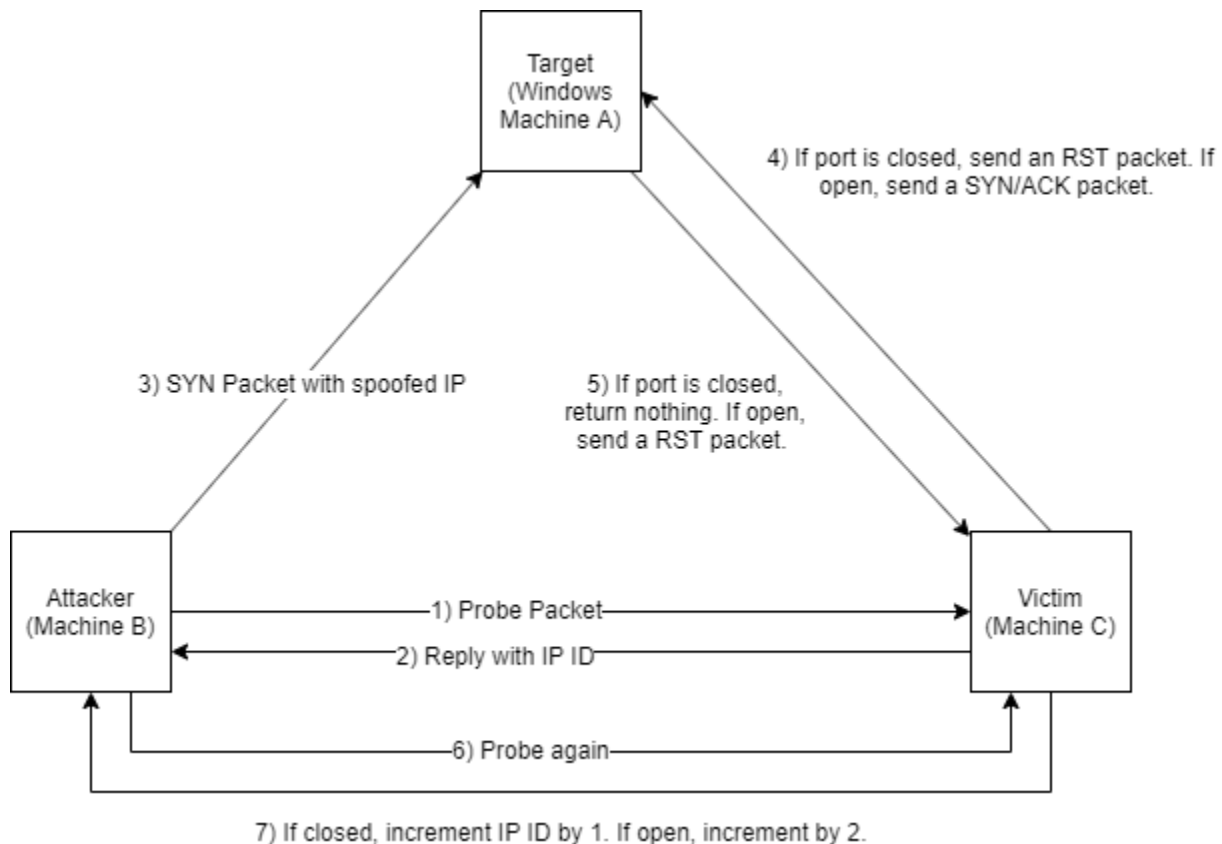 Target
(Windows
Machine A)
4) If port is closed, send an RST packet. If
open, send a SYN/ACK packet.
3) SYN Packet with spoofed IP
5) If port is closed,
return nothing. If open,
send a RST packet.
Attacker
(Machine B)
1) Probe Packet
2) Reply with IP ID
Victim
(Machine C)
6) Probe again
7) If closed, increment IP ID by 1. If open, increment by 2.